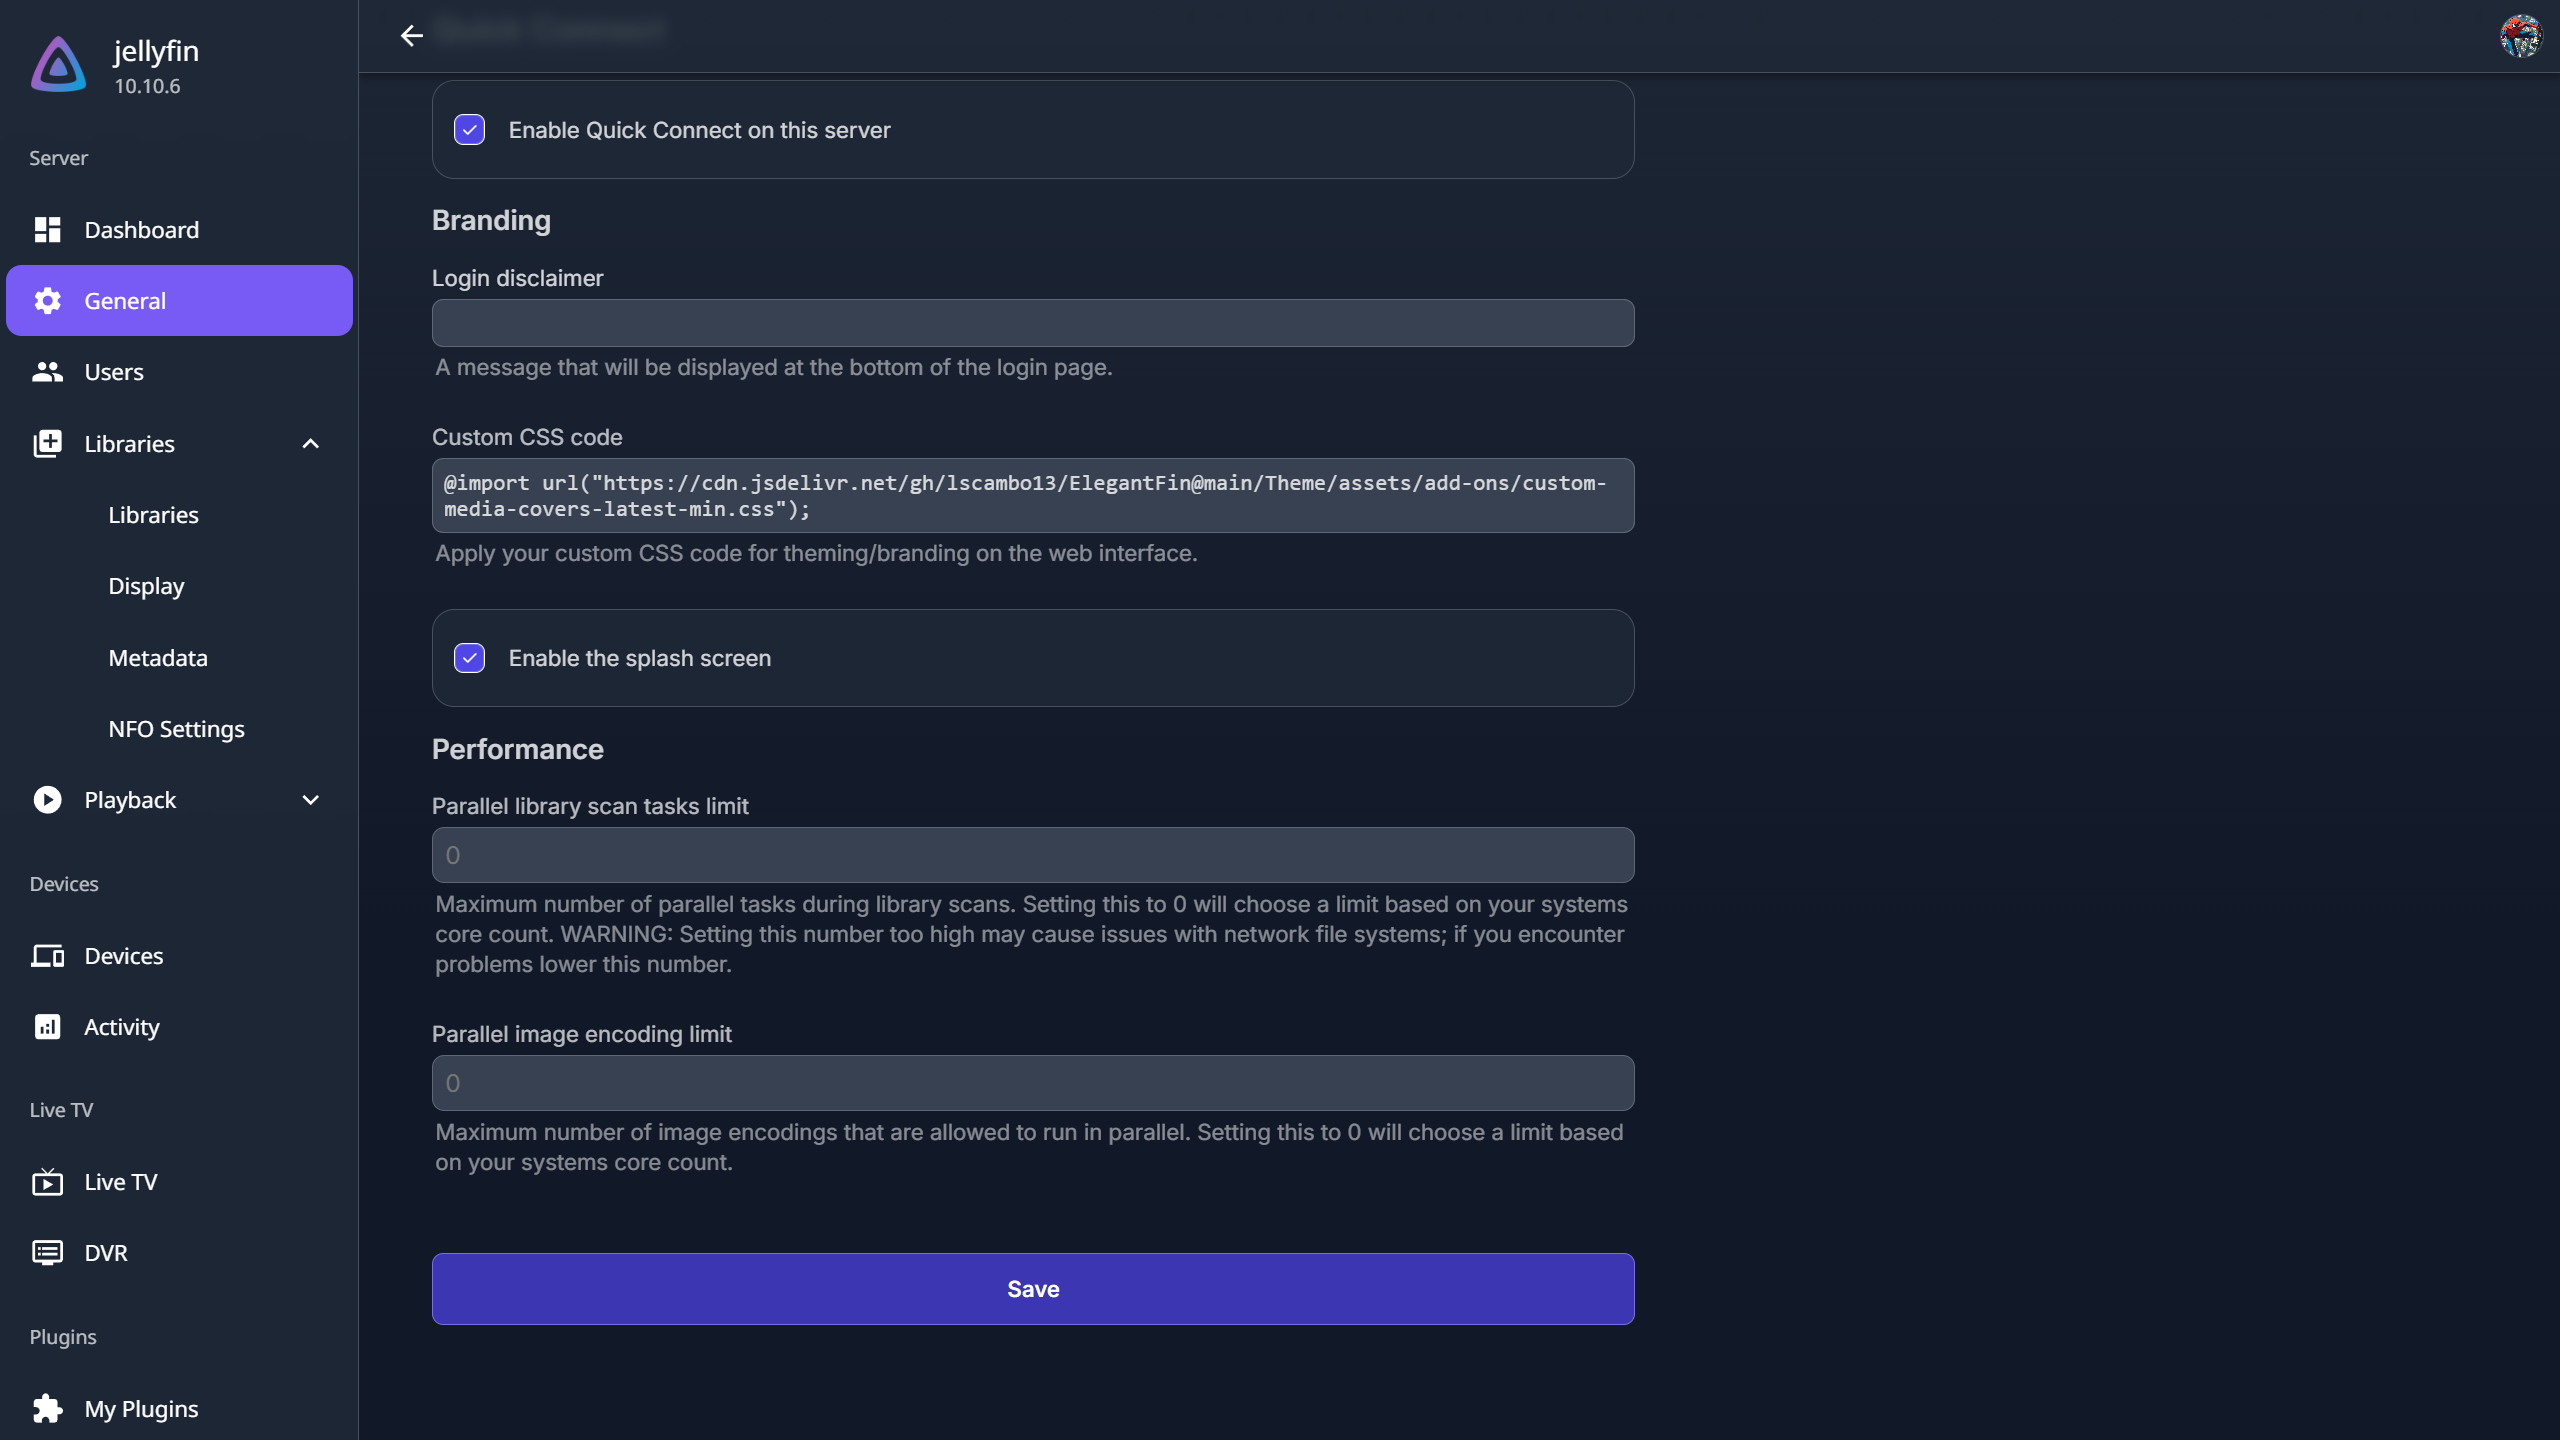 jellyfin
10.10.6
Server
Dashboard
General
Users
Libraries
Libraries
Display
Metadata
NFO Settings
Playback
Devices
Devices
Activity
Live TV
Live TV
DVR
Plugins
My Plugins
Quick Connect
Enable Quick Connect on this server
Branding
Login disclaimer
A message that will be displayed at the bottom of the login page.
Custom CSS code
@import url("https://cdn.jsdelivr.net/gh/lscambo13/ElegantFin@main/Theme/assets/add-ons/custom-
media-covers-latest-min.css");
Apply your custom CSS code for theming/branding on the web interface.
Enable the splash screen
Performance
Parallel library scan tasks limit
0
Maximum number of parallel tasks during library scans. Setting this to 0 will choose a limit based on your systems
core count. WARNING: Setting this number too high may cause issues with network file systems; if you encounter
problems lower this number.
Parallel image encoding limit
0
Maximum number of image encodings that are allowed to run in parallel. Setting this to 0 will choose a limit based
on your systems core count.
Save